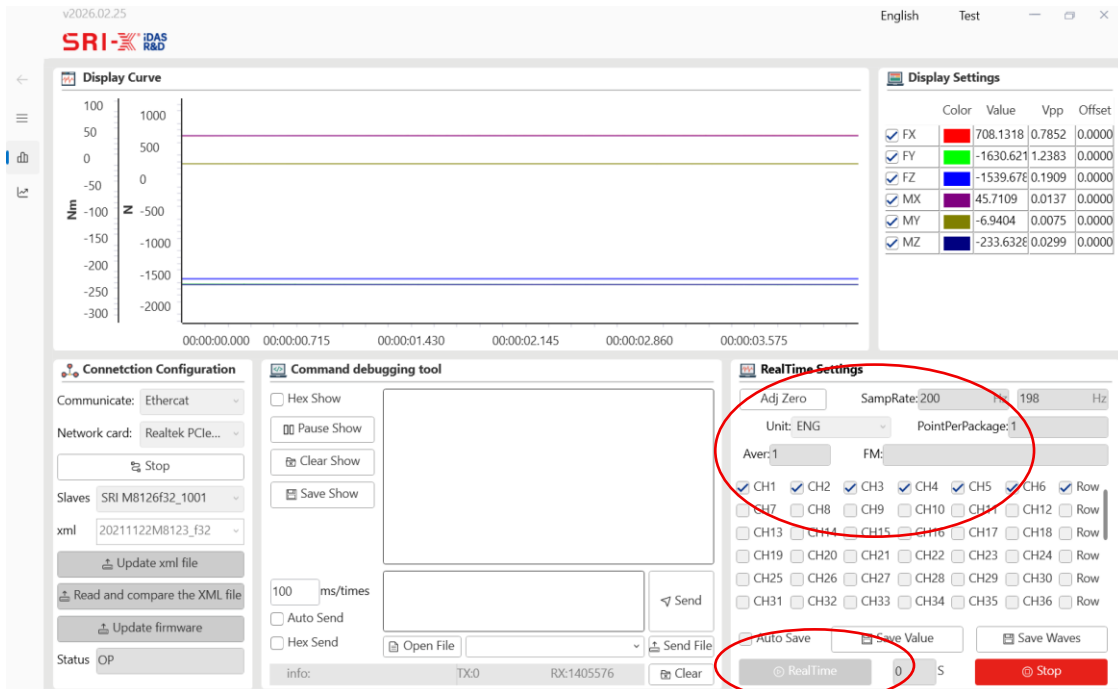 v2026.02.25
English Test
SRI-X iDAS R&D
Display Curve
100
50
0
-50
-100
-150
-200
-250
-300
Nm
1000
500
0
-500
-1000
-1500
-2000
N
00:00:00.000 00:00:00.715 00:00:01.430 00:00:02.145 00:00:02.860 00:00:03.575
Display Settings
Color Value Vpp Offset
FX 708.1318 0.7852 0.0000
FY -1630.621 1.2383 0.0000
FZ -1539.678 0.1909 0.0000
MX 45.7109 0.0137 0.0000
MY -6.9404 0.0075 0.0000
MZ -233.6328 0.0299 0.0000
Connetction Configuration
Communicate: Ethercat
Network card: Realtek PCIe...
Stop
Slaves SRI M8126f32_1001
xml 20211122M8123_f32
Update xml file
Read and compare the XML file
Update firmware
Status OP
Command debugging tool
Hex Show
Pause Show
Clear Show
Save Show
100 ms/times
Auto Send
Hex Send
Open File
Send
Send File
info: TX:0 RX:1405576
Clear
RealTime Settings
Adj Zero SampRate: 200 Hz 198 Hz
Unit: ENG PointPerPackage: 1
Aver: 1 FM:
CH1 CH2 CH3 CH4 CH5 CH6 Row
CH7 CH8 CH9 CH10 CH11 CH12 Row
CH13 CH14 CH15 CH16 CH17 CH18 Row
CH19 CH20 CH21 CH22 CH23 CH24 Row
CH25 CH26 CH27 CH28 CH29 CH30 Row
CH31 CH32 CH33 CH34 CH35 CH36 Row
Auto Save Save Value Save Waves
RealTime 0 S Stop